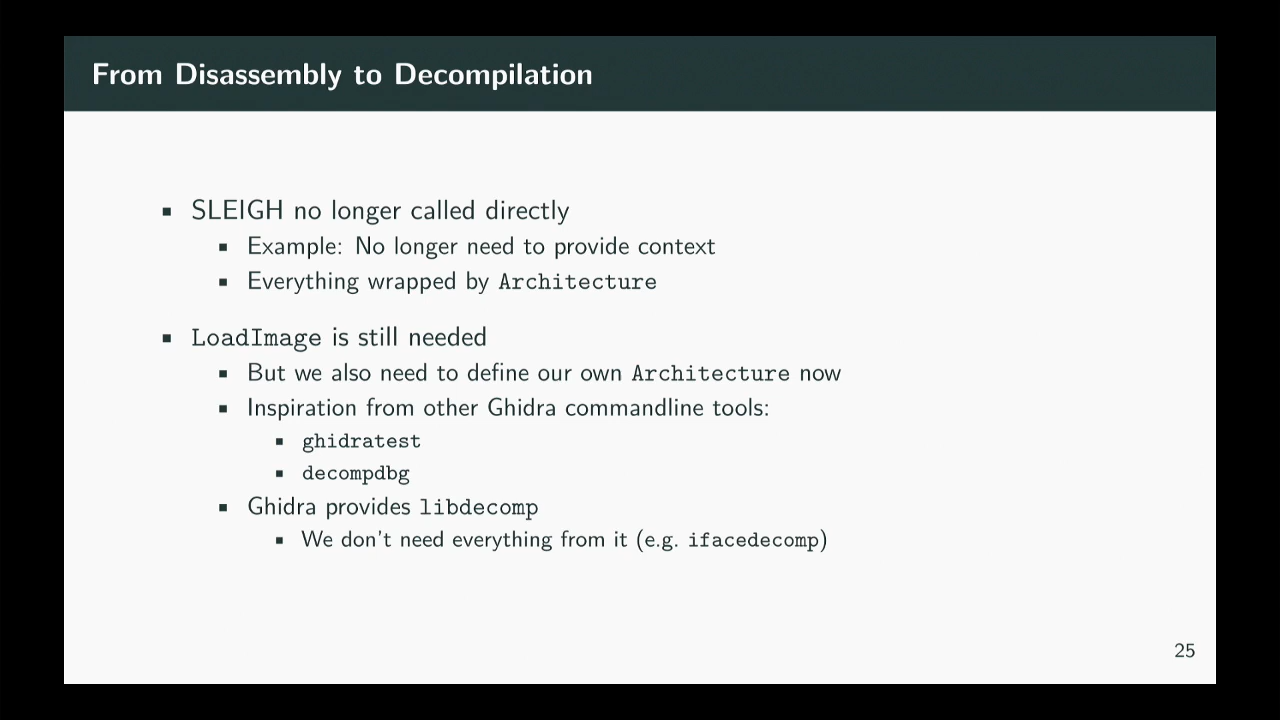 From Disassembly to Decompilation
▪ SLEIGH no longer called directly
▪ Example: No longer need to provide context
▪ Everything wrapped by Architecture
▪ LoadImage is still needed
▪ But we also need to define our own Architecture now
▪ Inspiration from other Ghidra commandline tools:
▪ ghidratest
▪ decompdbg
▪ Ghidra provides libdecomp
▪ We don't need everything from it (e.g. ifacedecomp)
25